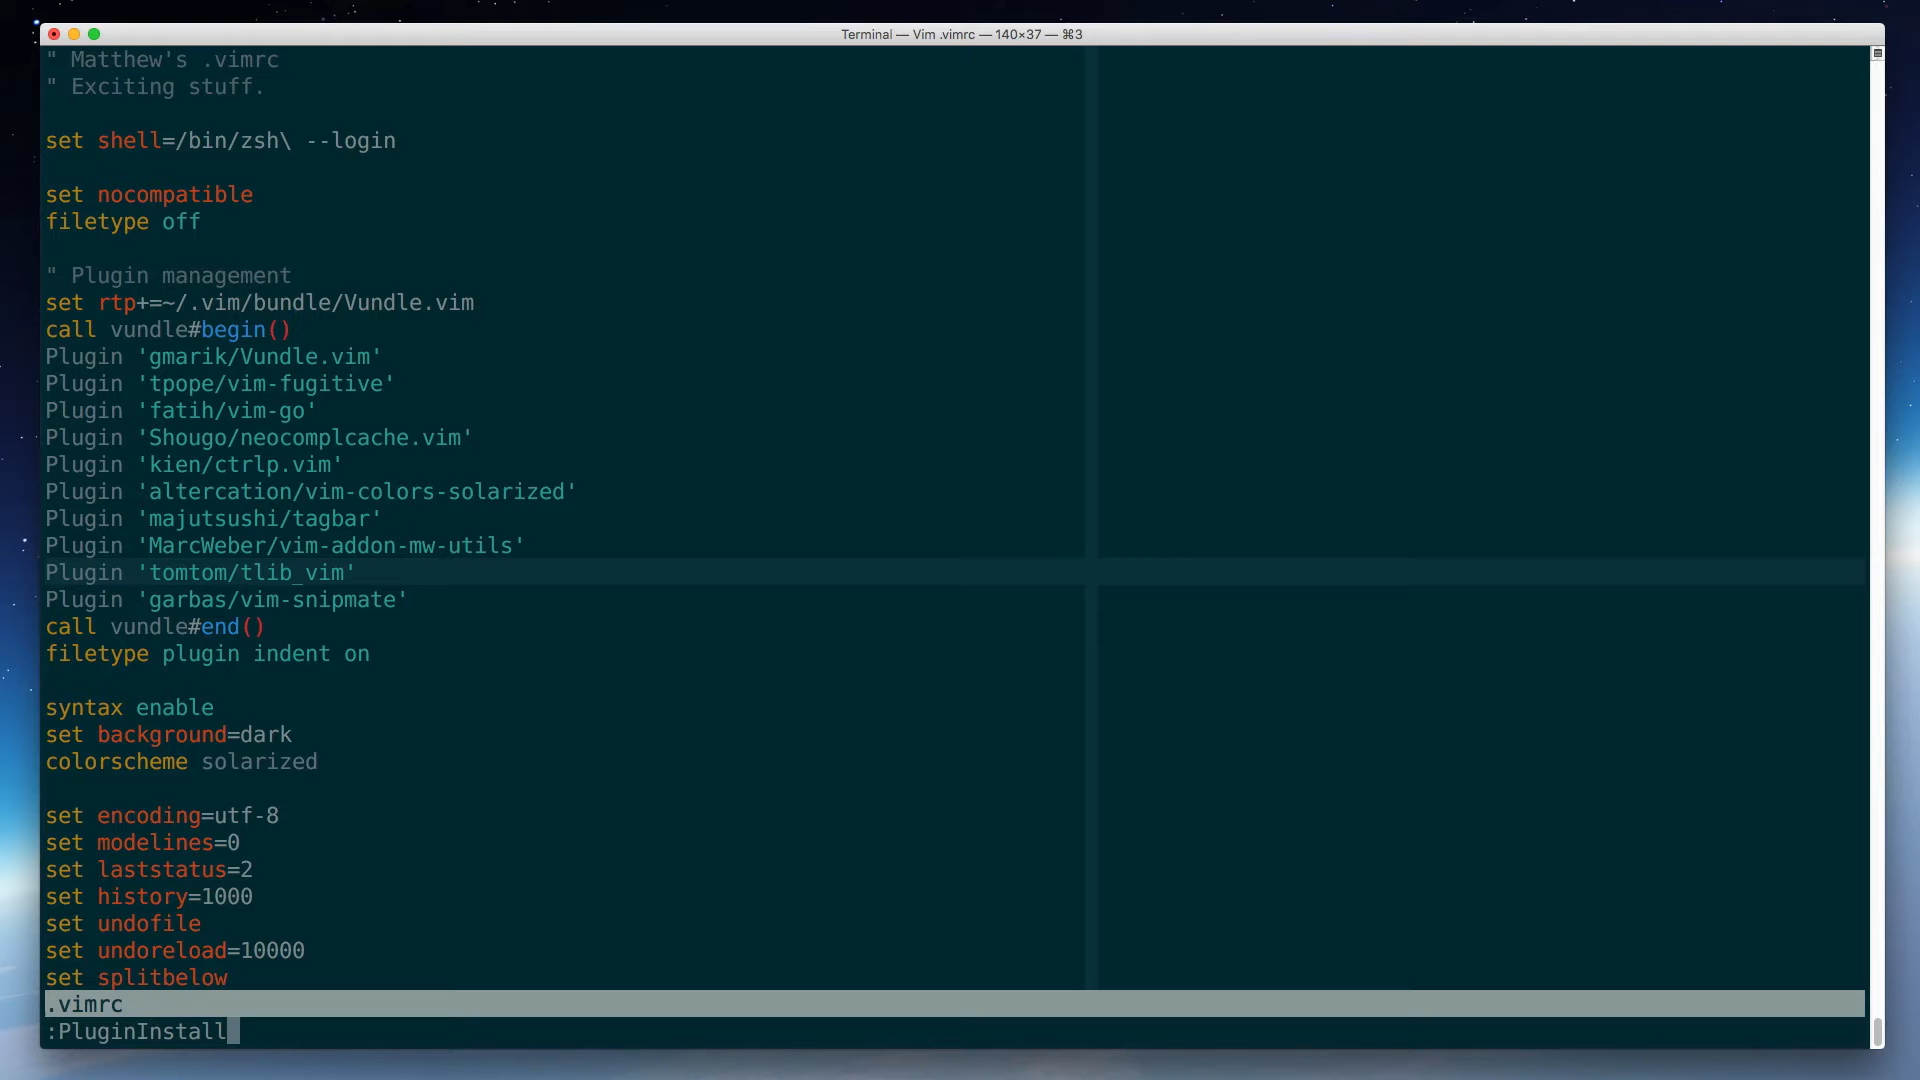 Terminal — Vim .vimrc — 140×37 — ⌘3
" Matthew's .vimrc
" Exciting stuff.
set shell=/bin/zsh\ --login
set nocompatible
filetype off
" Plugin management
set rtp+=~/.vim/bundle/Vundle.vim
call vundle#begin()
Plugin 'gmarik/Vundle.vim'
Plugin 'tpope/vim-fugitive'
Plugin 'fatih/vim-go'
Plugin 'Shougo/neocomplcache.vim'
Plugin 'kien/ctrlp.vim'
Plugin 'altercation/vim-colors-solarized'
Plugin 'majutsushi/tagbar'
Plugin 'MarcWeber/vim-addon-mw-utils'
Plugin 'tomtom/tlib_vim'
Plugin 'garbas/vim-snipmate'
call vundle#end()
filetype plugin indent on
syntax enable
set background=dark
colorscheme solarized
set encoding=utf-8
set modelines=0
set laststatus=2
set history=1000
set undofile
set undoreload=10000
set splitbelow
.vimrc
:PluginInstall